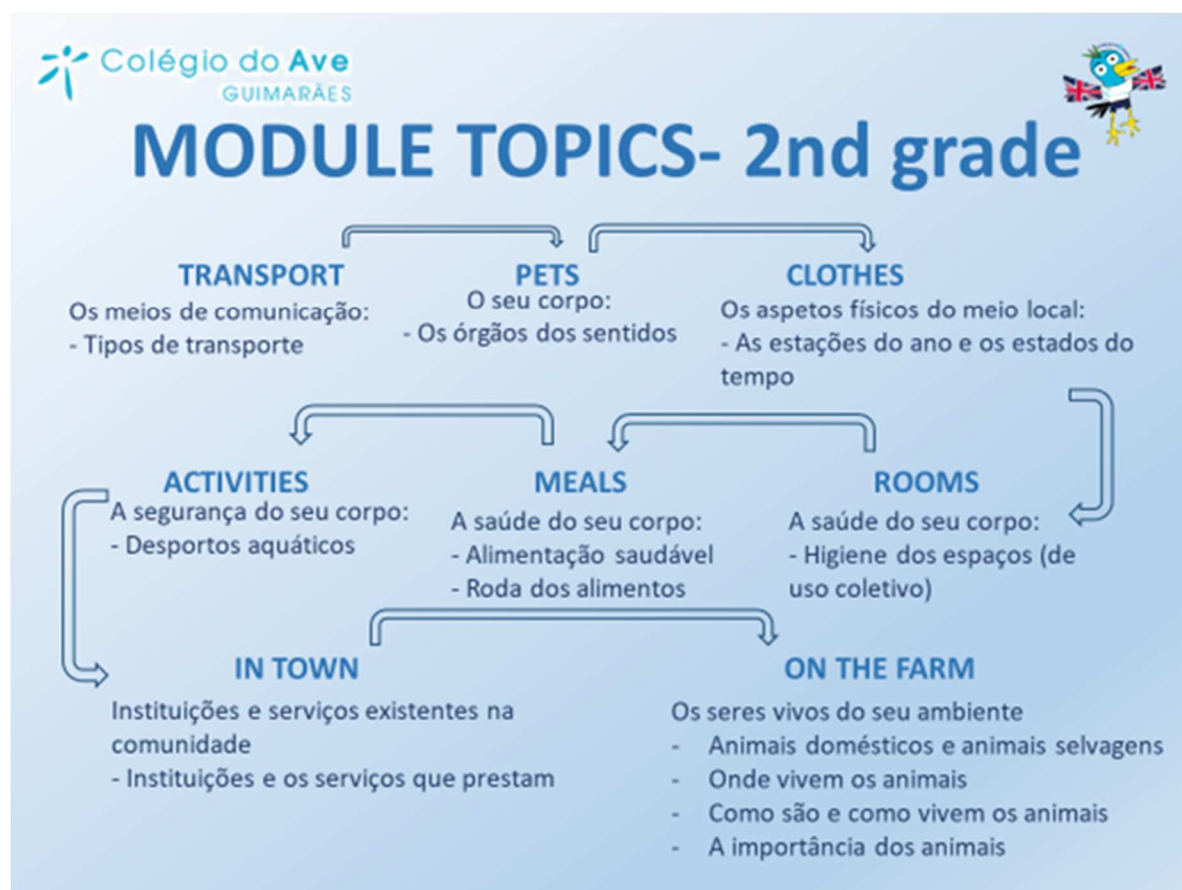 Colégio do Ave
GUIMARÃES
MODULE TOPICS- 2nd grade
TRANSPORT
Os meios de comunicação:
- Tipos de transporte
PETS
O seu corpo:
- Os órgãos dos sentidos
CLOTHES
Os aspetos físicos do meio local:
- As estações do ano e os estados do
tempo
ACTIVITIES
A segurança do seu corpo:
- Desportos aquáticos
MEALS
A saúde do seu corpo:
- Alimentação saudável
- Roda dos alimentos
ROOMS
A saúde do seu corpo:
- Higiene dos espaços (de
uso coletivo)
IN TOWN
Instituições e serviços existentes na
comunidade
- Instituições e os serviços que prestam
ON THE FARM
Os seres vivos do seu ambiente
- Animais domésticos e animais selvagens
- Onde vivem os animais
- Como são e como vivem os animais
- A importância dos animais